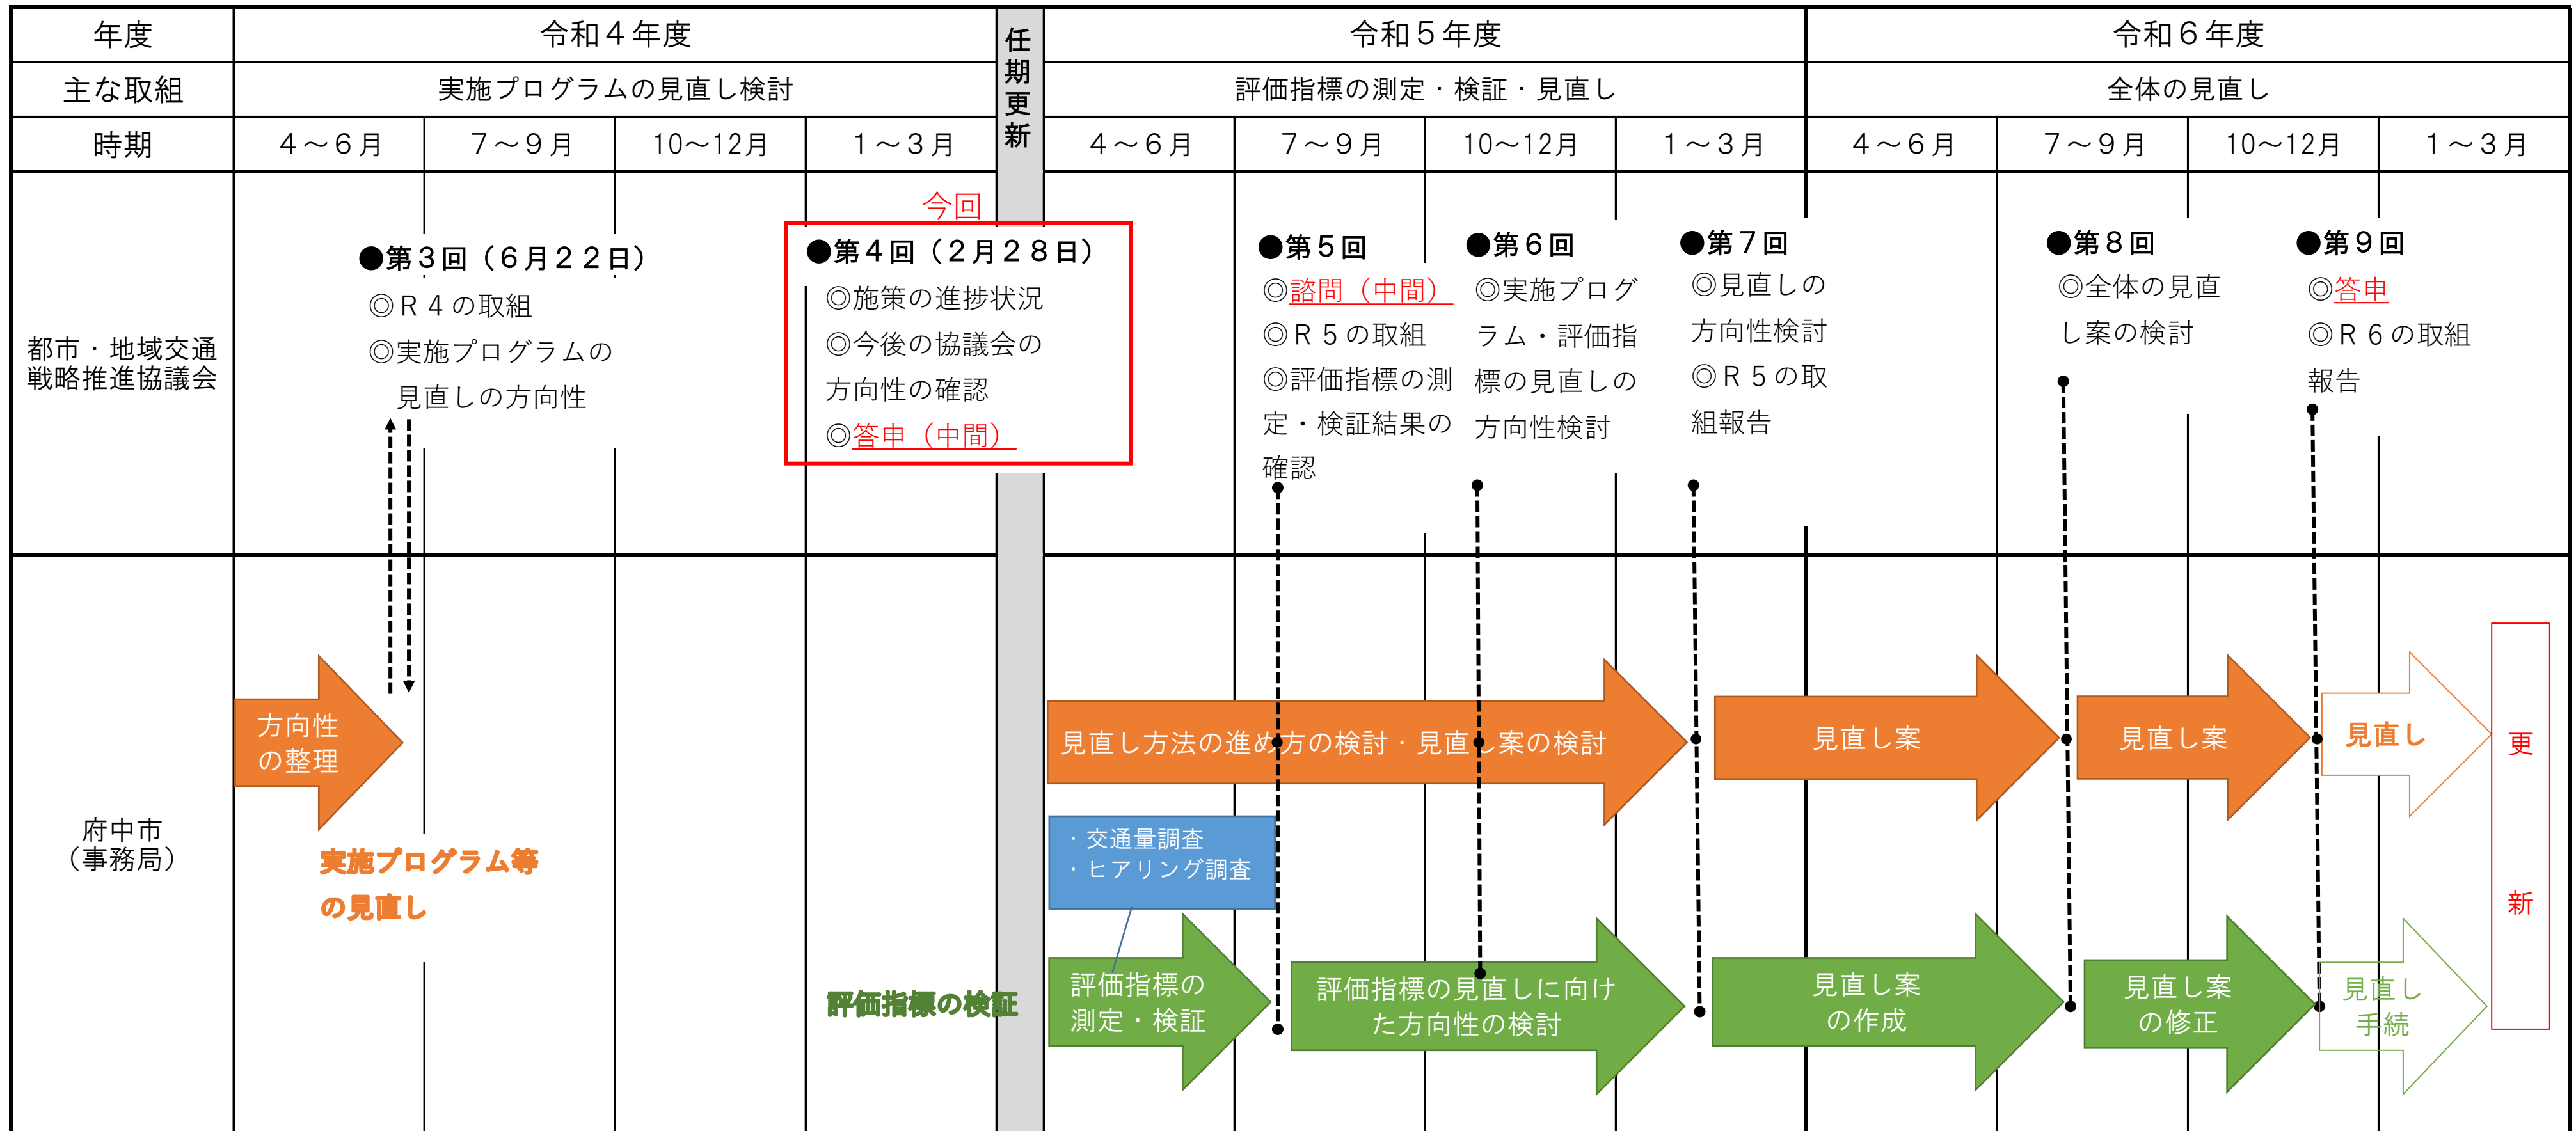 年度
令和４年度
任期更新
令和５年度
令和６年度
主な取組
実施プログラムの見直し検討
評価指標の測定・検証・見直し
全体の見直し
時期
４～６月
７～９月
10～12月
１～３月
４～６月
７～９月
10～12月
１～３月
４～６月
７～９月
10～12月
１～３月
都市・地域交通
戦略推進協議会
●第３回（６月２２日）
◎Ｒ４の取組
◎実施プログラムの
見直しの方向性
今回
●第４回（２月２８日）
◎施策の進捗状況
◎今後の協議会の
方向性の確認
◎答申（中間）
●第５回
◎諮問（中間）
◎Ｒ５の取組
◎評価指標の測
定・検証結果の
確認
●第６回
◎実施プログ
ラム・評価指
標の見直しの
方向性検討
●第７回
◎見直しの
方向性検討
◎Ｒ５の取
組報告
●第８回
◎全体の見直
し案の検討
●第９回
◎答申
◎Ｒ６の取組
報告
府中市
（事務局）
方向性
の整理
実施プログラム等
の見直し
見直し方法の進め方の検討・見直し案の検討
見直し案
見直し案
見直し
・交通量調査
・ヒアリング調査
評価指標の検証
評価指標の
測定・検証
評価指標の見直しに向け
た方向性の検討
見直し案
の作成
見直し案
の修正
見直し
手続
更
新